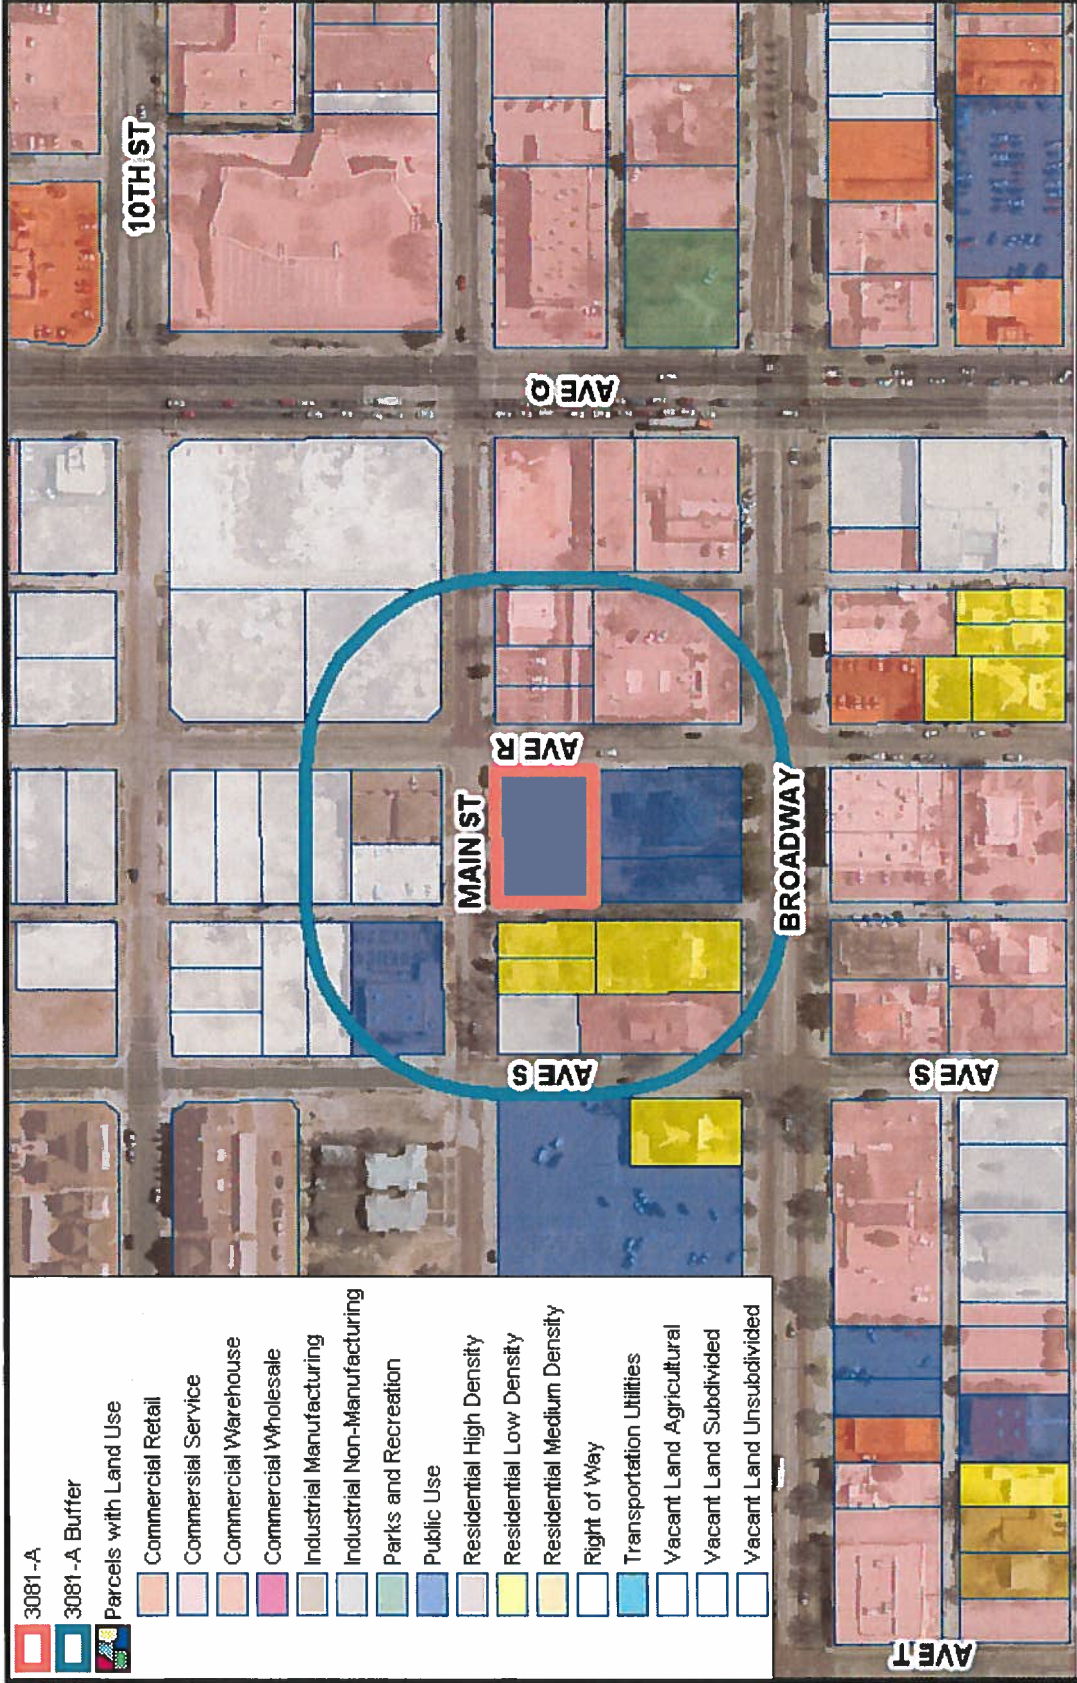 3081-A
3081-A Buffer
Parcels with Land Use
Commercial Retail
Commersial Service
Commercial Warehouse
Commercial Wholesale
Industrial Manufacturing
Industrial Non-Manufacturing
Parks and Recreation
Public Use
Residential High Density
Residential Low Density
Residential Medium Density
Right of Way
Transportation Utilities
Vacant Land Agricultural
Vacant Land Subdivided
Vacant Land Unsubdivided
10TH ST
MAIN ST
BROADWAY
AVE T
AVE S
AVE S
AVE R
AVE Q